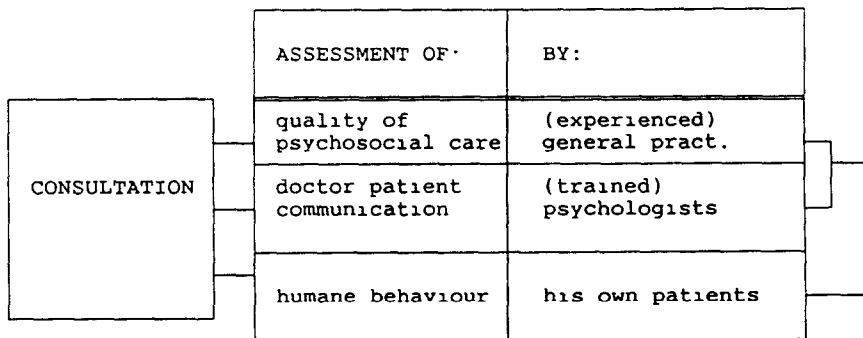 ASSESSMENT OF:
BY:
quality of
psychosocial care
(experienced)
general pract.
CONSULTATION
doctor patient
communication
(trained)
psychologists
humane behaviour
his own patients